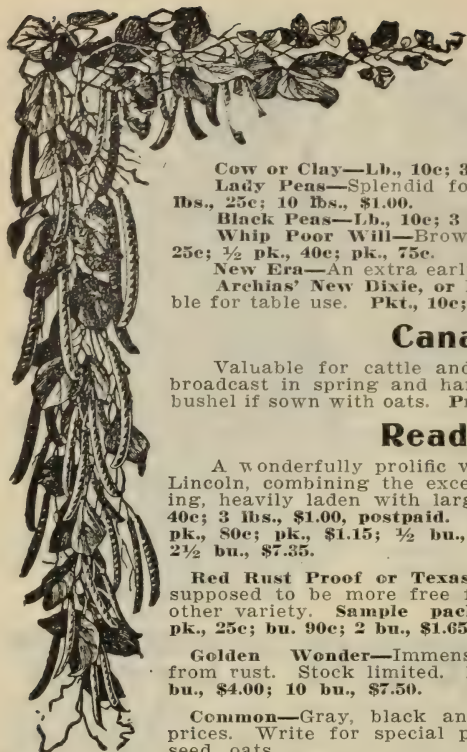 Cow or Clay—Lb., 10c; 3
Lady Peas—Splendid fo
lbs., 25c; 10 lbs., $1.00.
Black Peas—Lb., 10c; 3
Whip Poor Will—Brow
25c; ½ pk., 40c; pk., 75c.
New Era—An extra earl
Archias' New Dixie, or
ble for table use. Pkt., 10c;
Cana
Valuable for cattle and
broadcast in spring and ha
bushel if sown with oats. P
Read
A wonderfully prolific v
Lincoln, combining the exce
ing, heavily laden with larg
40c; 3 lbs., $1.00, postpaid.
pk., 80c; pk., $1.15; ½ bu.,
2½ bu., $7.35.
Red Rust Proof or Texas
supposed to be more free f
other variety. Sample pac
pk., 25c; bu. 90c; 2 bu., $1.65
Golden Wonder—Immens
from rust. Stock limited.
bu., $4.00; 10 bu., $7.50.
Common—Gray, black an
prices. Write for special p
seed oats